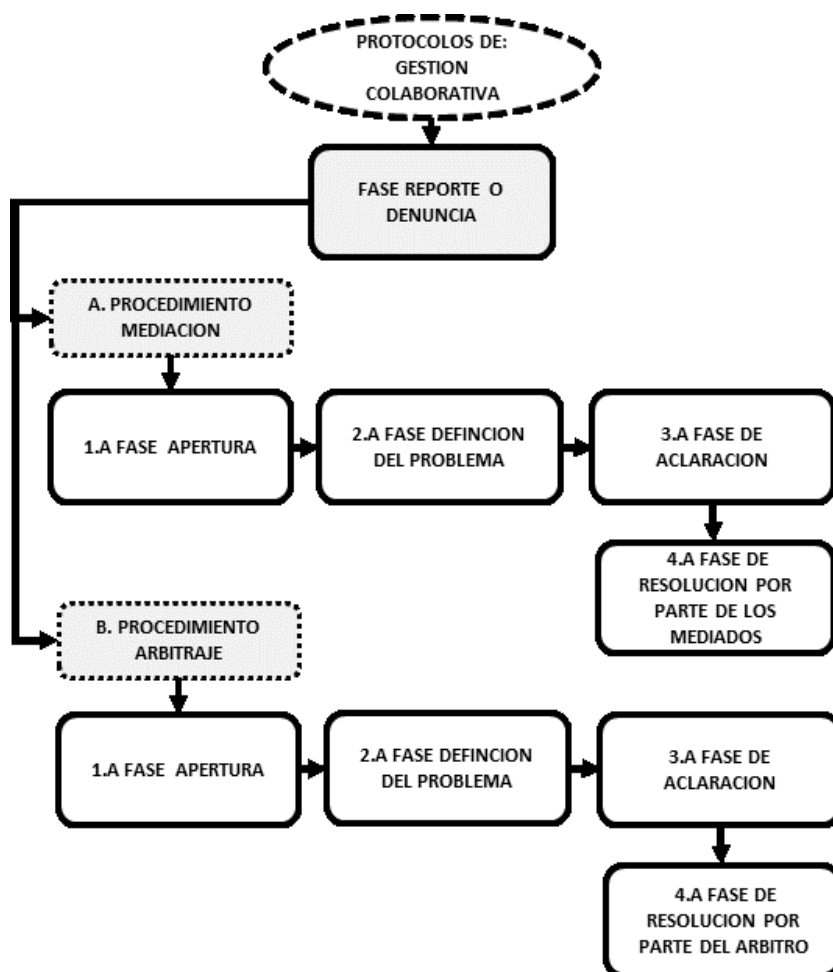 PROTOCOLOS DE:
GESTION
COLABORATIVA
FASE REPORTE O
DENUNCIA
A. PROCEDIMIENTO
MEDIACION
1.A FASE APERTURA
2.A FASE DEFINCION
DEL PROBLEMA
3.A FASE DE
ACLARACION
4.A FASE DE
RESOLUCION POR
PARTE DE LOS
MEDIADOS
B. PROCEDIMIENTO
ARBITRAJE
1.A FASE APERTURA
2.A FASE DEFINCION
DEL PROBLEMA
3.A FASE DE
ACLARACION
4.A FASE DE
RESOLUCION POR
PARTE DEL ARBITRO